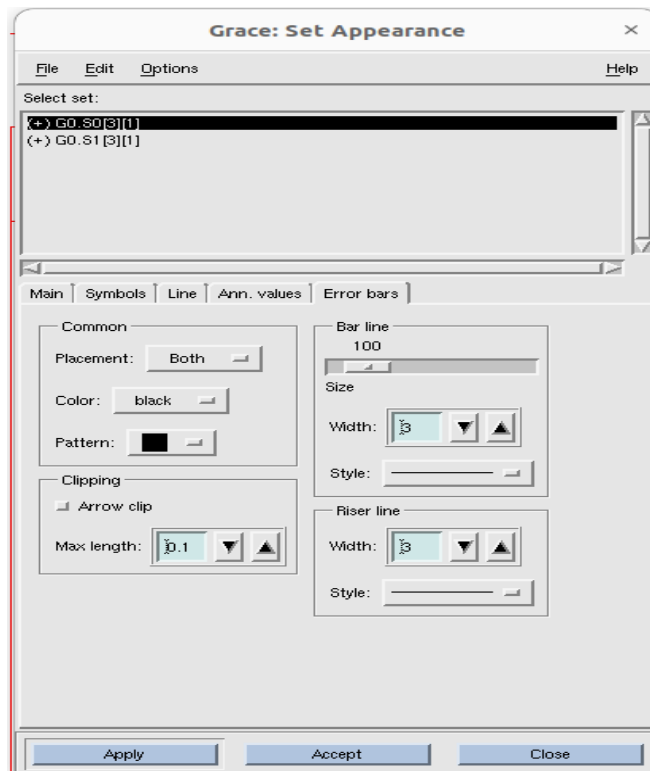 Grace: Set Appearance
File Edit Options Help
Select set:
(+) G0.S0[3][1]
(+) G0.S1[3][1]
Main Symbols Line Ann. values Error bars
Common
Placement: Both
Color: black
Pattern:
Clipping
Arrow clip
Max length: 0.1
Bar line
100
Size
Width: 3
Style:
Riser line
Width: 3
Style:
Apply Accept Close